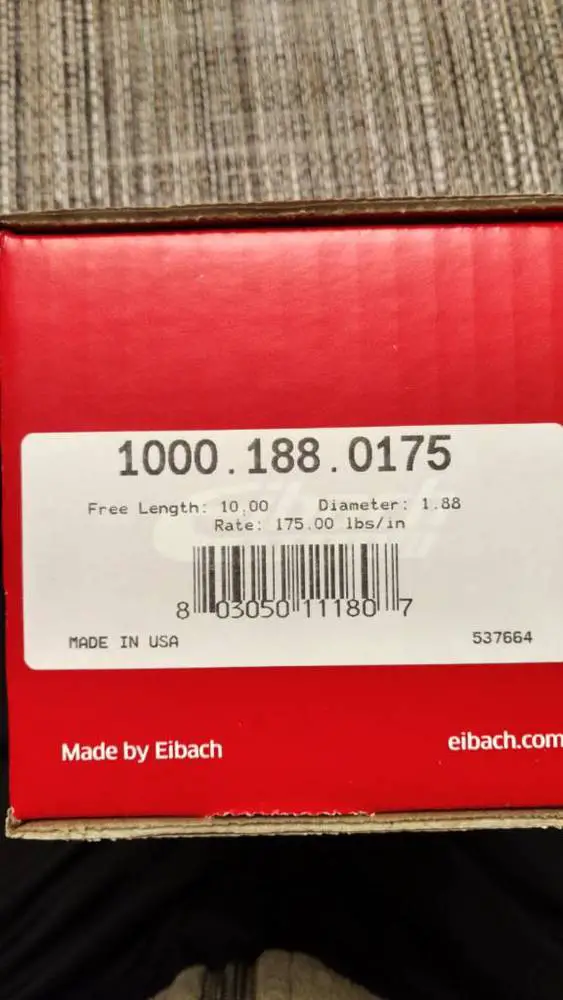 1000.188.0175
Free Length: 10.00 Diameter: 1.88
Rate: 175.00 lbs/in
8 03050 11180 7
MADE IN USA 537664
Made by Eibach eibach.com